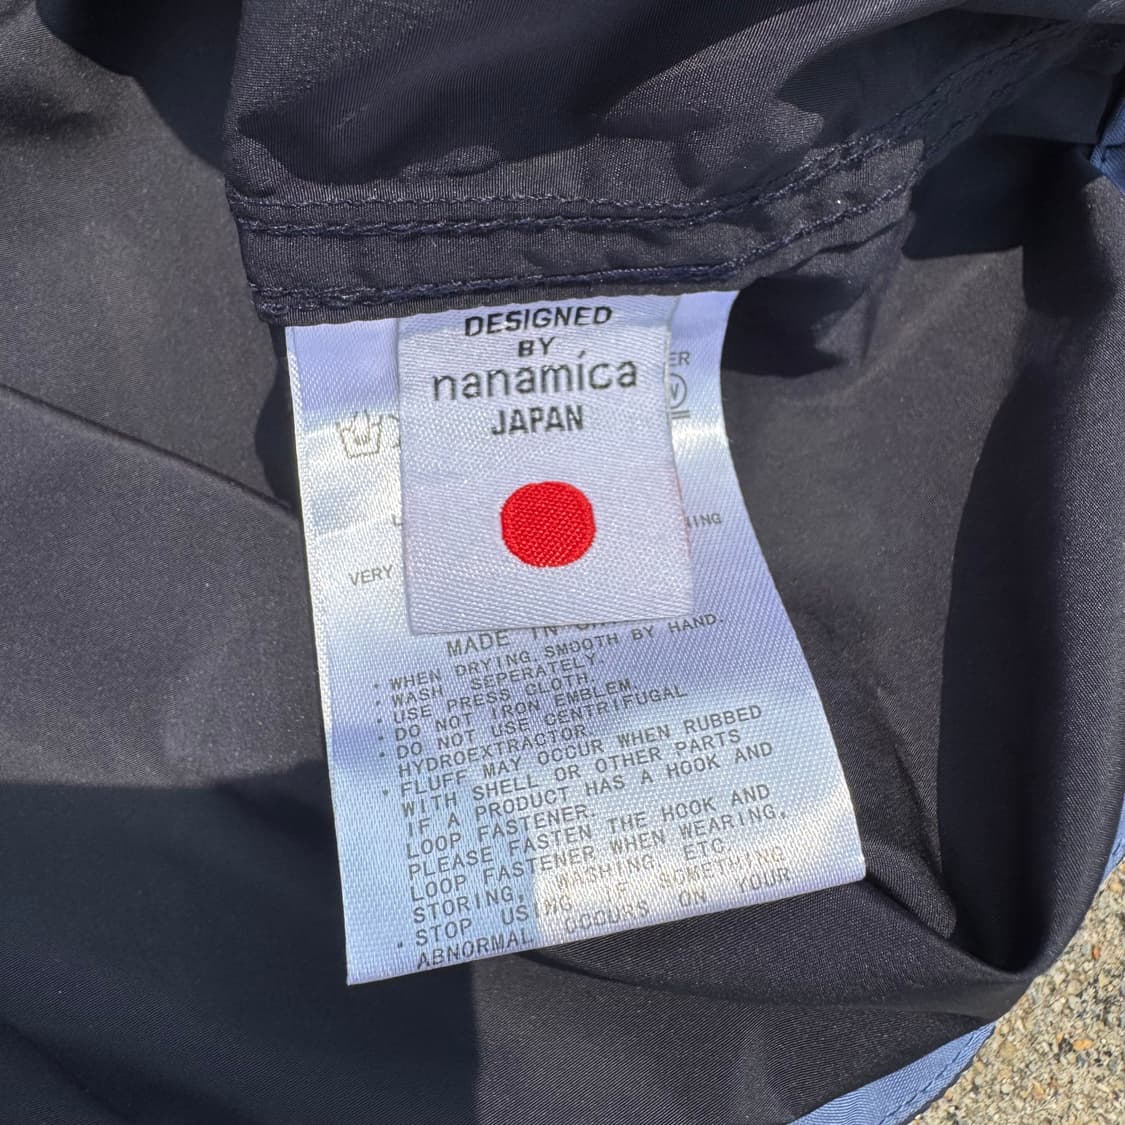 DESIGNED
BY
nanamica
JAPAN
ER
W
ING
VERY
MADE IN
• WHEN DRYING, SMOOTH BY HAND.
• WASH SEPERATELY.
• USE PRESS CLOTH.
• DO NOT IRON EMBLEM.
• DO NOT USE CENTRIFUGAL
HYDROEXTRACTOR.
• FLUFF MAY OCCUR WHEN RUBBED
WITH SHELL OR OTHER PARTS
IF A PRODUCT HAS A HOOK AND
LOOP FASTENER.
PLEASE FASTEN THE HOOK AND
LOOP FASTENER WHEN WEARING,
STORING, WASHING, ETC.
• STOP USING IF SOMETHING
ABNORMAL OCCURS ON YOUR